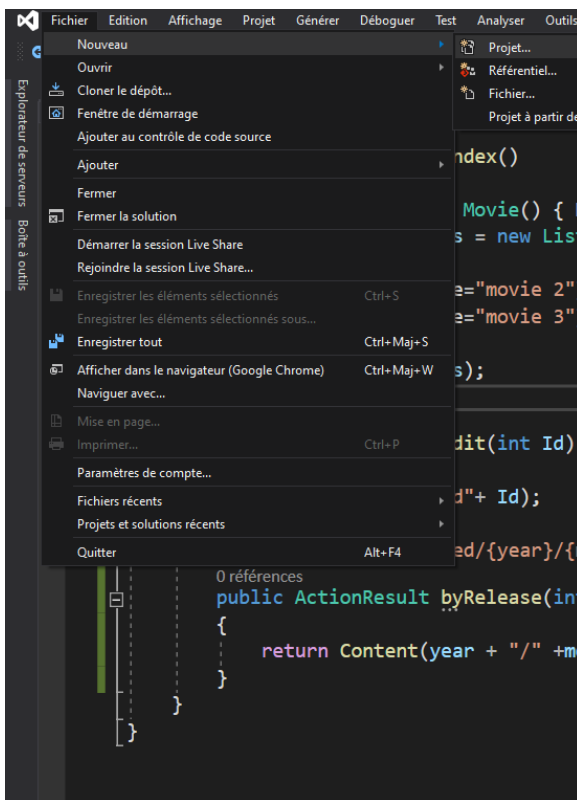 Fichier Edition Affichage Projet Générer Déboguer Test Analyser Outils
Nouveau
Ouvrir
Cloner le dépôt...
Fenêtre de démarrage
Ajouter au contrôle de code source
Ajouter
Fermer
Fermer la solution
Démarrer la session Live Share
Rejoindre la session Live Share...
Enregistrer les éléments sélectionnés Ctrl+S
Enregistrer les éléments sélectionnés sous...
Enregistrer tout Ctrl+Maj+S
Afficher dans le navigateur (Google Chrome) Ctrl+Maj+W
Naviguer avec...
Mise en page...
Imprimer... Ctrl+P
Paramètres de compte...
Fichiers récents
Projets et solutions récents
Quitter Alt+F4
Projet...
Référentiel...
Fichier...
Projet à partir de
Explorateur de serveurs
Boîte à outils
ndex()
Movie() {
s = new Lis
e="movie 2"
e="movie 3"
s);
dit(int Id)
d"+ Id);
ed/{year}/{
0 références
public ActionResult byRelease(in
{
return Content(year + "/" +m
}
}
}